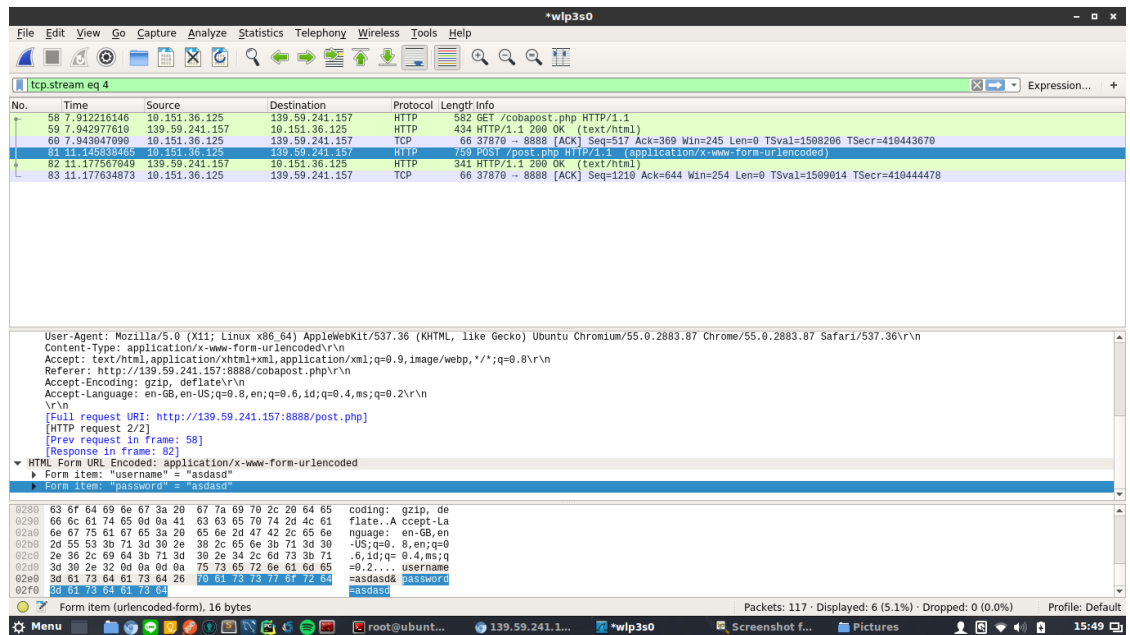 *wlp3s0
File Edit View Go Capture Analyze Statistics Telephony Wireless Tools Help
tcp.stream eq 4 Expression... +
No. Time Source Destination Protocol Length Info
58 7.912216146 10.151.36.125 139.59.241.157 HTTP 582 GET /cobapost.php HTTP/1.1
59 7.942977610 139.59.241.157 10.151.36.125 HTTP 434 HTTP/1.1 200 OK (text/html)
60 7.943047090 10.151.36.125 139.59.241.157 TCP 66 37870 → 8888 [ACK] Seq=517 Ack=369 Win=245 Len=0 TSval=1508206 TSecr=410443670
81 11.145838465 10.151.36.125 139.59.241.157 HTTP 759 POST /post.php HTTP/1.1 (application/x-www-form-urlencoded)
82 11.177567049 139.59.241.157 10.151.36.125 HTTP 341 HTTP/1.1 200 OK (text/html)
83 11.177634873 10.151.36.125 139.59.241.157 TCP 66 37870 → 8888 [ACK] Seq=1210 Ack=644 Win=254 Len=0 TSval=1509014 TSecr=410444478
User-Agent: Mozilla/5.0 (X11; Linux x86_64) AppleWebKit/537.36 (KHTML, like Gecko) Ubuntu Chromium/55.0.2883.87 Chrome/55.0.2883.87 Safari/537.36\r\n
Content-Type: application/x-www-form-urlencoded\r\n
Accept: text/html,application/xhtml+xml,application/xml;q=0.9,image/webp,*/*;q=0.8\r\n
Referer: http://139.59.241.157:8888/cobapost.php\r\n
Accept-Encoding: gzip, deflate\r\n
Accept-Language: en-GB,en-US;q=0.8,en;q=0.6,id;q=0.4,ms;q=0.2\r\n
\r\n
[Full request URI: http://139.59.241.157:8888/post.php]
[HTTP request 2/2]
[Prev request in frame: 58]
[Response in frame: 82]
HTML Form URL Encoded: application/x-www-form-urlencoded
Form item: "username" = "asdasd"
Form item: "password" = "asdasd"
0280 63 6f 64 69 6e 67 3a 20 67 7a 69 70 2c 20 64 65 coding: gzip, de
0290 66 6c 61 74 65 0d 0a 41 63 63 65 70 74 2d 4c 61 flate..A ccept-La
02a0 6e 67 75 61 67 65 3a 20 65 6e 2d 47 42 2c 65 6e nguage: en-GB,en
02b0 2d 55 53 3b 71 3d 30 2e 38 2c 65 6e 3b 71 3d 30 -US;q=0. 8,en;q=0
02c0 2e 36 2c 69 64 3b 71 3d 30 2e 34 2c 6d 73 3b 71 .6,id;q= 0.4,ms;q
02d0 3d 30 2e 32 0d 0a 0d 0a 75 73 65 72 6e 61 6d 65 =0.2.... username
02e0 3d 61 73 64 61 73 64 26 70 61 73 73 77 6f 72 64 =asdasd& password
02f0 3d 61 73 64 61 73 64 =asdasd
Form item (urlencoded-form), 16 bytes Packets: 117 · Displayed: 6 (5.1%) · Dropped: 0 (0.0%) Profile: Default
Menu root@ubunt... 139.59.241.1... *wlp3s0 Screenshot f... Pictures 15:49